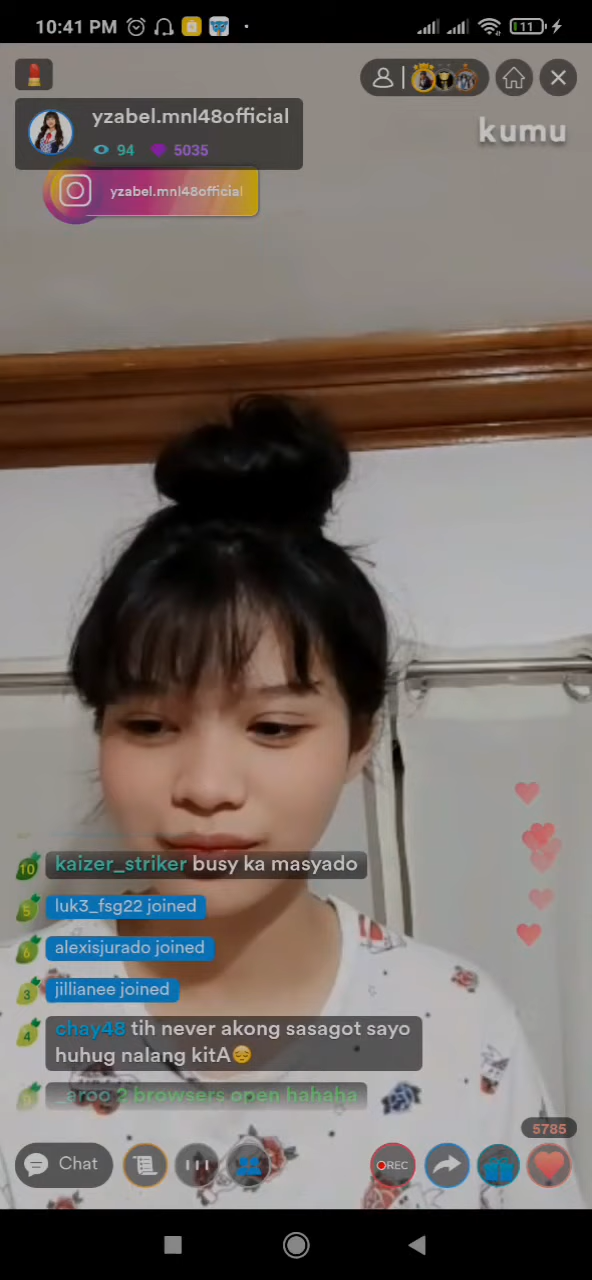 10:41 PM
11
yzabel.mnl48official
94
5035
kumu
yzabel.mnl48official
10
kaizer_striker busy ka masyado
5
luk3_fsg22 joined
6
alexisjurado joined
3
jillianee joined
4
chay48 tih never akong sasagot sayo
huhug nalang kitA😔
_aroo 2 browsers open hahaha
5785
Chat
REC